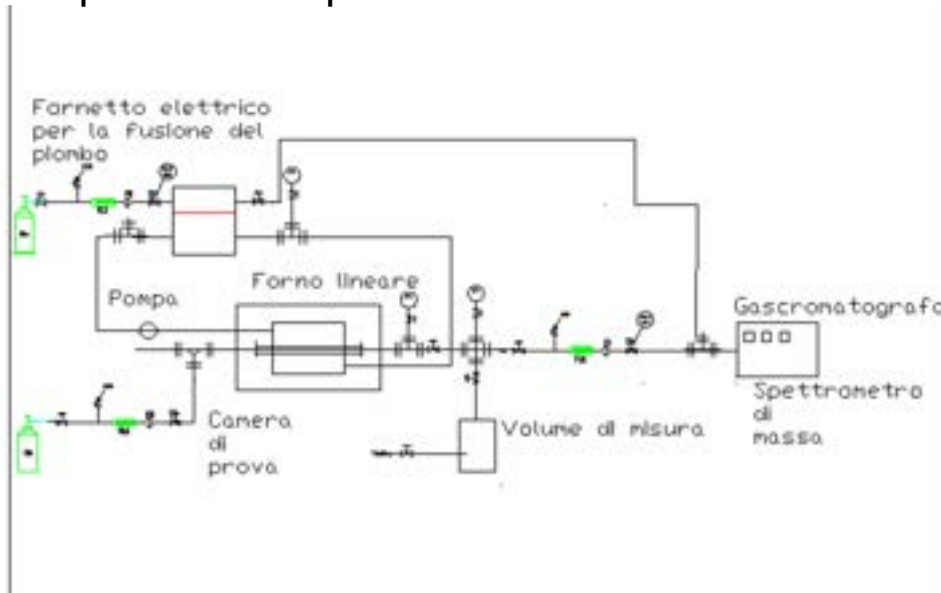 Fornetto elettrico
per la fusione del
piombo
Forno lineare
Pompa
Gascromatografo
Spettrometro
di
massa
Camera
di
prova
Volume di misura